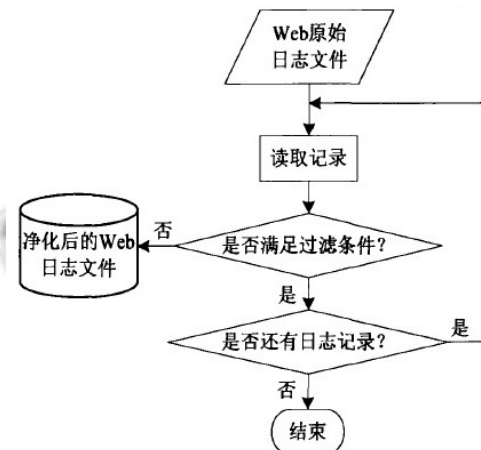 Web原始
日志文件
读取记录
净化后的Web
日志文件
否
是否满足过滤条件?
是
是否还有日志记录?
是
否
结束